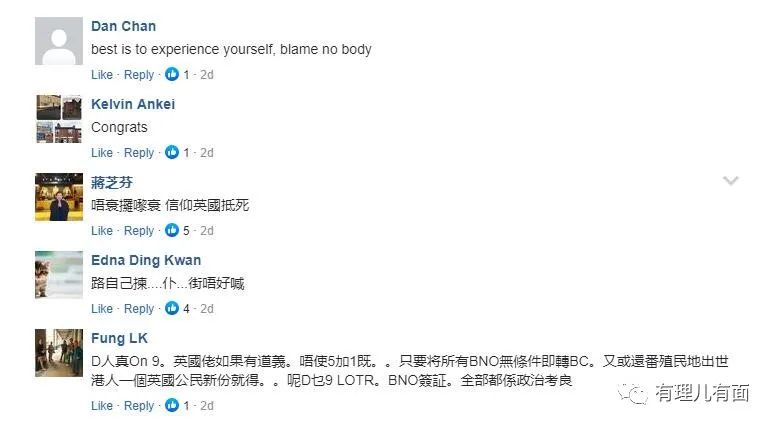 Dan Chan
best is to experience yourself, blame no body
Like · Reply · 1 · 2d
Kelvin Ankei
Congrats
Like · Reply · 1 · 2d
蔣芝芬
唔衰攞嚟衰 信仰英國抵死
Like · Reply · 5 · 2d
Edna Ding Kwan
路自己揀....仆...街唔好喊
Like · Reply · 4 · 2d
Fung LK
D人真On 9。英國佬如果有道義。唔使5加1既。。只要将所有BNO無條件即轉BC。又或還番殖民地出世
港人一個英國公民新份就得。。呢D乜9 LOTR。BNO簽証。全部都係政治考良
Like · Reply · 1 · 2d
有理儿有面